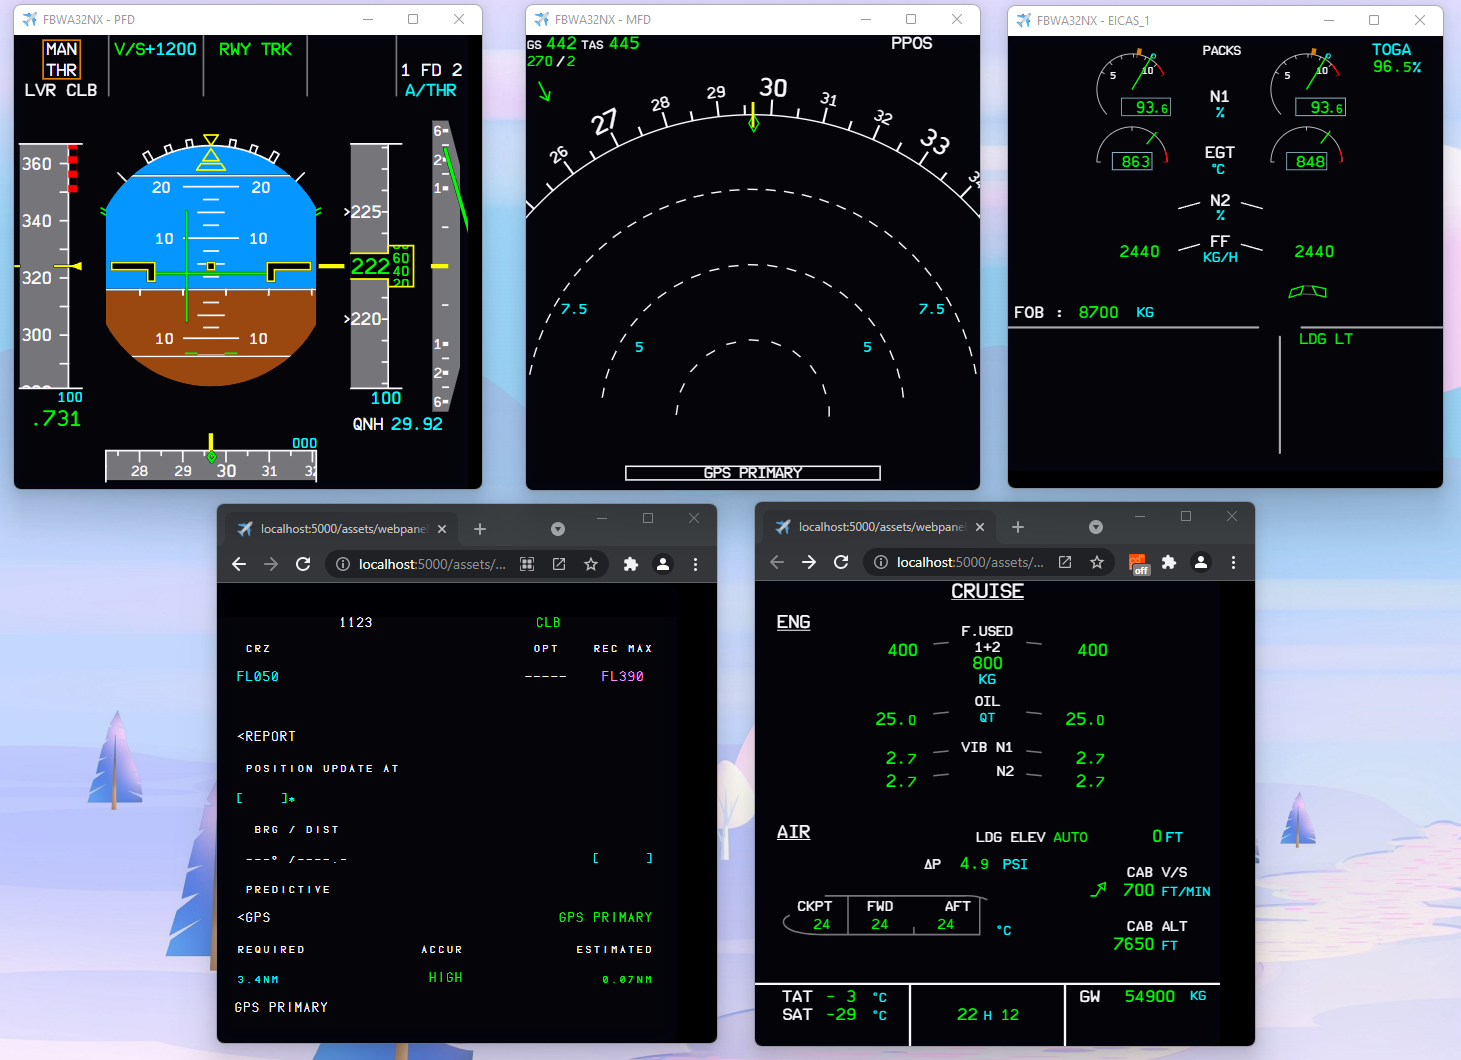 FBWA32NX - PFD
MAN
THR
LVR CLB
V/S+1200
RWY TRK
1 FD 2
A/THR
360
340
320
300
20 20
10 10
10 10
>225
222
60
40
20
>220
6
2
1
1
2
6
100
.731
100
QNH 29.92
000
28 29 30 31
FBWA32NX - MFD
GS 442 TAS 445
270/2
PPOS
26 27 28 29 30 31 32 33
7.5 7.5
5 5
GPS PRIMARY
FBWA32NX - EICAS_1
PACKS
TOGA
96.5%
5 10
5 10
93.6 N1 93.6
%
863 EGT 848
°C
N2
%
2440 FF 2440
KG/H
FOB : 8700 KG
LDG LT
localhost:5000/assets/webpane
localhost:5000/assets/...
1123 CLB
CRZ OPT REC MAX
FL050 ----- FL390
<REPORT
POSITION UPDATE AT
[ ]*
BRG / DIST
---° /----.- [ ]
PREDICTIVE
<GPS GPS PRIMARY
REQUIRED ACCUR ESTIMATED
3.4NM HIGH 0.07NM
GPS PRIMARY
localhost:5000/assets/webpane
localhost:5000/assets/...
off
CRUISE
ENG
F.USED
400 1+2 400
800
KG
OIL
25.0 QT 25.0
2.7 VIB N1 2.7
2.7 N2 2.7
AIR
LDG ELEV AUTO 0 FT
ΔP 4.9 PSI
CAB V/S
700 FT/MIN
CKPT FWD AFT
24 24 24 °C
CAB ALT
7650 FT
TAT - 3 °C
SAT -29 °C
22 H 12
GW 54900 KG